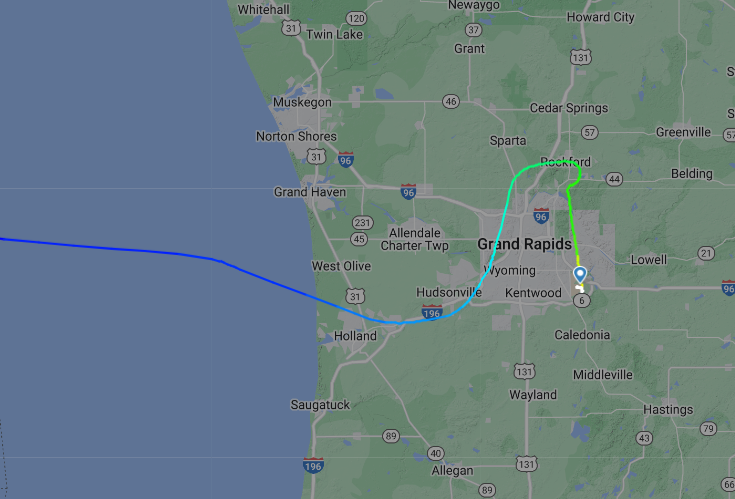 Whitehall
Newaygo
120
Howard City
31
Twin Lake
37
Grant
131
Muskegon
46
Cedar Springs
Norton Shores
Sparta
57
Greenville
57
31
96
Rockford
Belding
Grand Haven
96
44
231
96
45
Allendale
Charter Twp
Grand Rapids
21
West Olive
Wyoming
Lowell
31
Hudsonville
Kentwood
96
196
6
Holland
Caledonia
131
Middleville
Wayland
Saugatuck
Hastings
89
43
79
40
196
Allegan
131
66
89